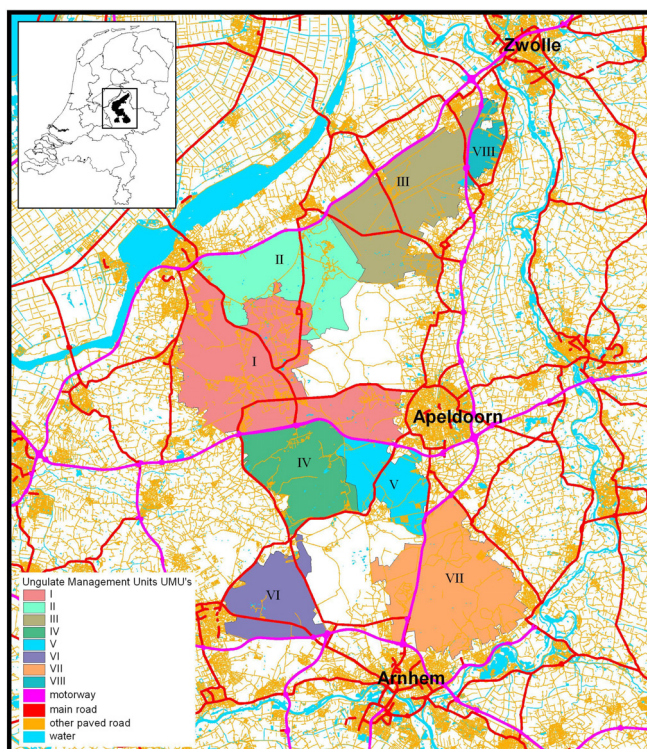 Zwolle
VIII
III
II
I
Apeldoorn
IV
V
VII
VI
Arnhem
Ungulate Management Units UMU's
I
II
III
IV
V
VI
VII
VIII
motorway
main road
other paved road
water